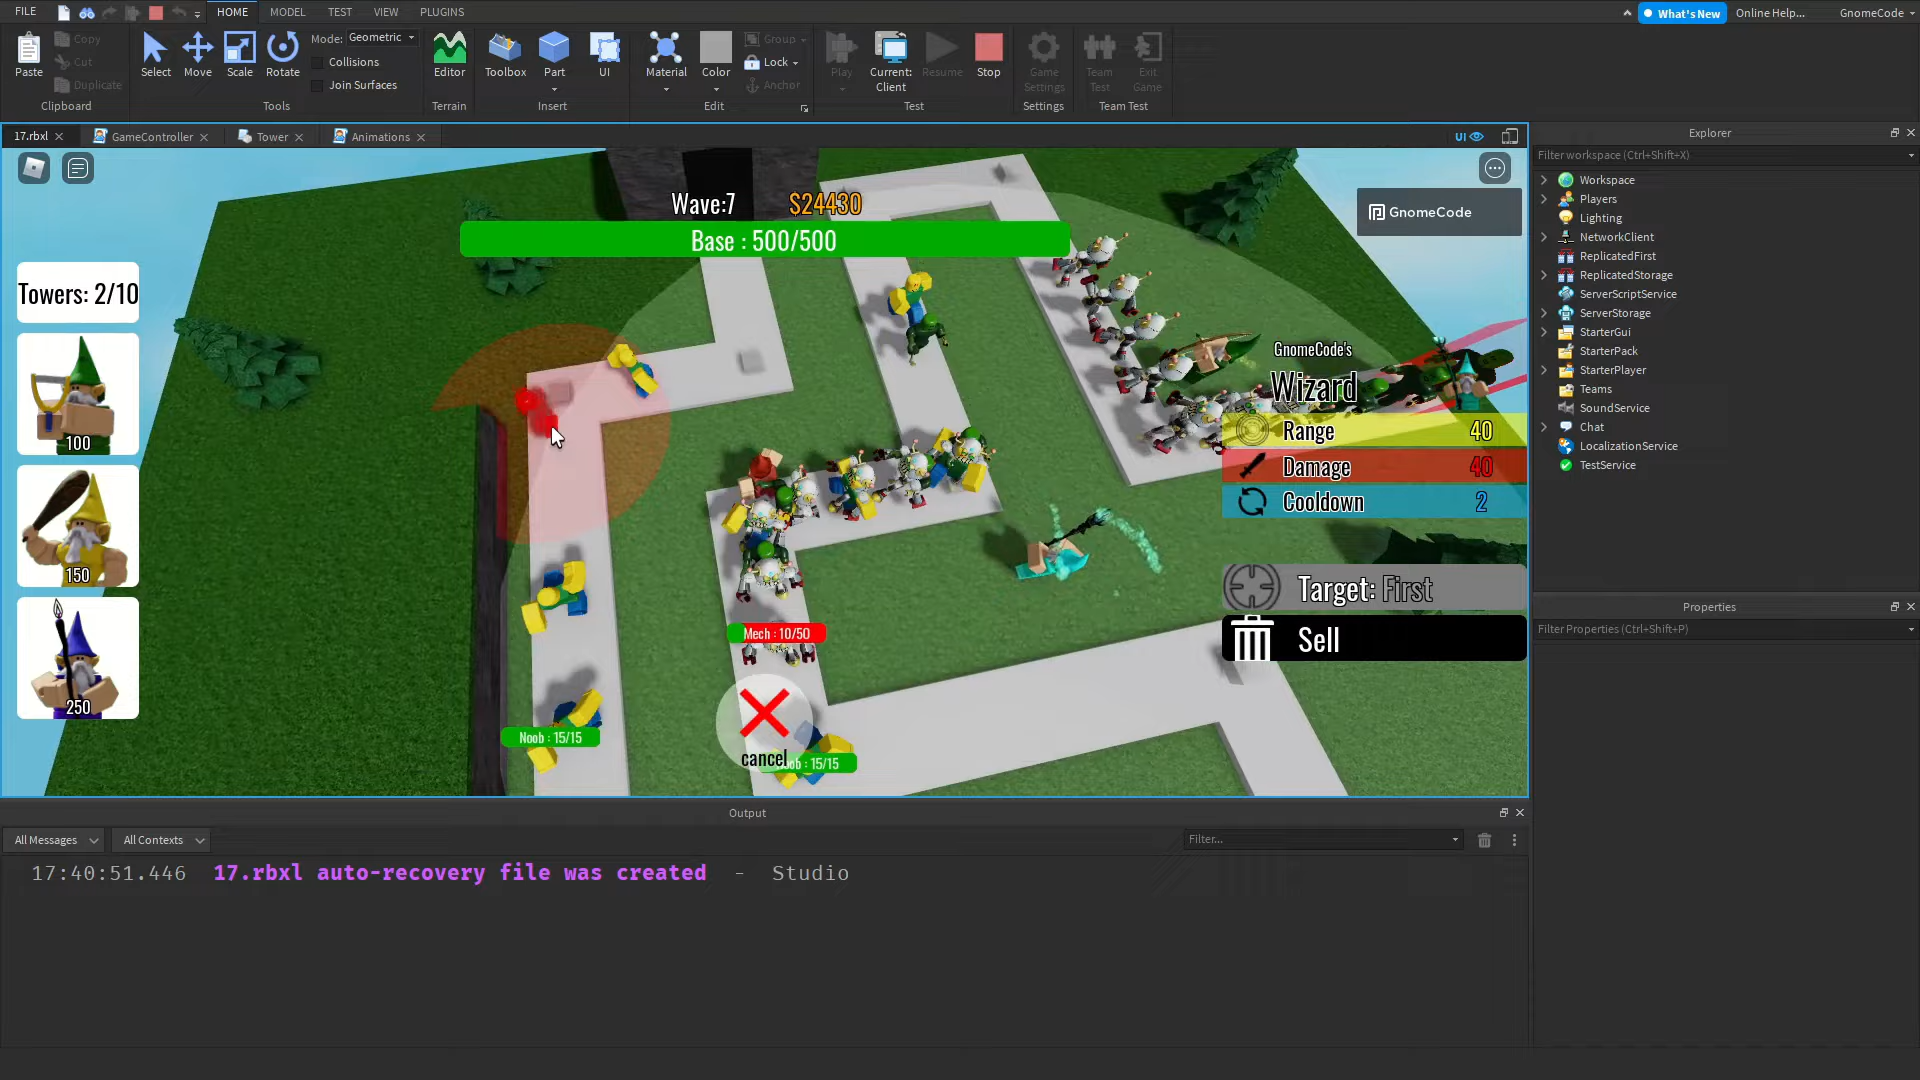 FILE
HOME
MODEL
TEST
VIEW
PLUGINS
What's New
Online Help...
GnomeCode
Paste
Copy
Cut
Duplicate
Clipboard
Select
Move
Scale
Rotate
Mode: Geometric
Collisions
Join Surfaces
Tools
Editor
Terrain
Toolbox
Part
UI
Insert
Material
Color
Group
Lock
Anchor
Edit
Play
Current:
Client
Resume
Stop
Test
Game
Settings
Settings
Team
Test
Exit
Game
Team Test
17.rbxl
GameController
Tower
Animations
UI
Wave:7
$24430
Base : 500/500
GnomeCode
Towers: 2/10
100
150
250
GnomeCode's
Wizard
Range 40
Damage 40
Cooldown 2
Target: First
Sell
Mech : 10/50
Noob : 15/15
cancel
: 15/15
Explorer
Filter workspace (Ctrl+Shift+X)
Workspace
Players
Lighting
NetworkClient
ReplicatedFirst
ReplicatedStorage
ServerScriptService
ServerStorage
StarterGui
StarterPack
StarterPlayer
Teams
SoundService
Chat
LocalizationService
TestService
Properties
Filter Properties (Ctrl+Shift+P)
Output
All Messages
All Contexts
Filter...
17:40:51.446 17.rbxl auto-recovery file was created - Studio